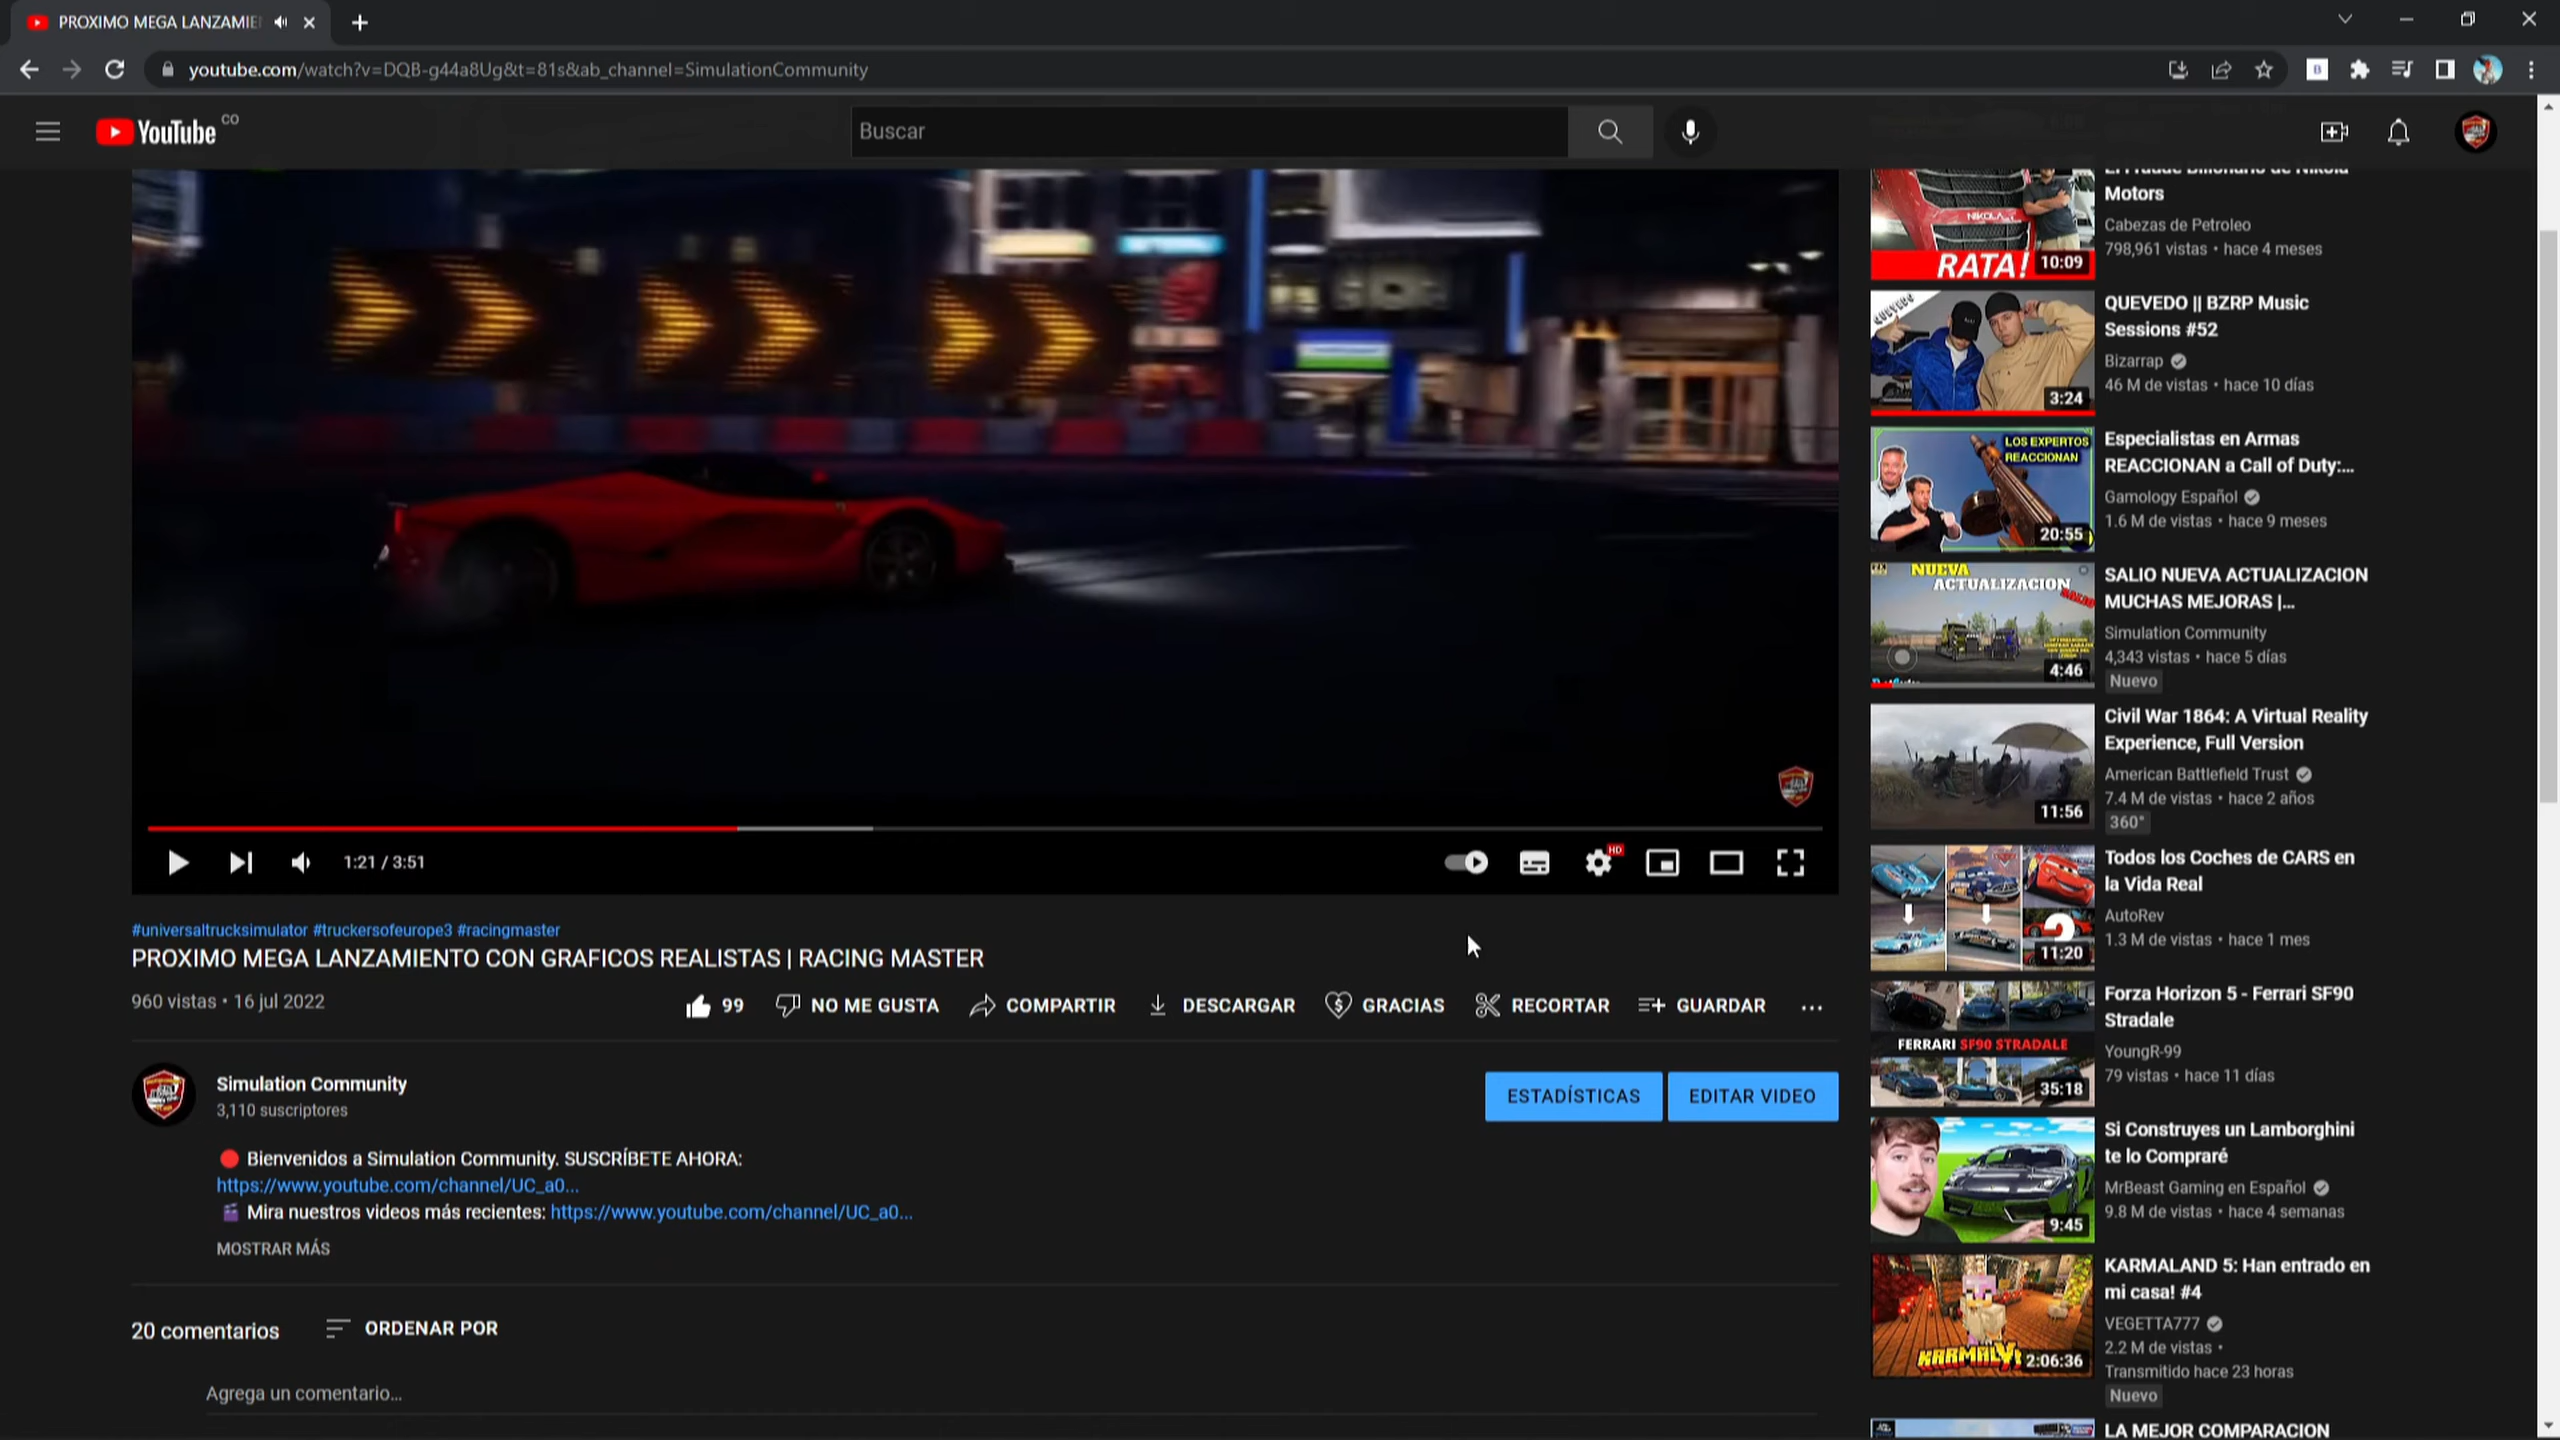 PROXIMO MEGA LANZAMIE
youtube.com/watch?v=DQB-g44a8Ug&t=81s&ab_channel=SimulationCommunity
YouTube CO
Buscar
1:21 / 3:51
HD
#universaltrucksimulator #truckersofeurope3 #racingmaster
PROXIMO MEGA LANZAMIENTO CON GRAFICOS REALISTAS | RACING MASTER
960 vistas • 16 jul 2022
99
NO ME GUSTA
COMPARTIR
DESCARGAR
GRACIAS
RECORTAR
GUARDAR
Simulation Community
3,110 suscriptores
ESTADÍSTICAS
EDITAR VIDEO
Bienvenidos a Simulation Community. SUSCRÍBETE AHORA:
https://www.youtube.com/channel/UC_a0...
Mira nuestros videos más recientes: https://www.youtube.com/channel/UC_a0...
MOSTRAR MÁS
20 comentarios
ORDENAR POR
Agrega un comentario...
NIKOLA
RATA!
10:09
El Fraude Billonario de Nikola
Motors
Cabezas de Petroleo
798,961 vistas • hace 4 meses
QUEVEDO
3:24
QUEVEDO || BZRP Music
Sessions #52
Bizarrap
46 M de vistas • hace 10 días
LOS EXPERTOS
REACCIONAN
20:55
Especialistas en Armas
REACCIONAN a Call of Duty:...
Gamology Español
1.6 M de vistas • hace 9 meses
NUEVA
ACTUALIZACION
4:46
SALIO NUEVA ACTUALIZACION
MUCHAS MEJORAS |...
Simulation Community
4,343 vistas • hace 5 días
Nuevo
11:56
Civil War 1864: A Virtual Reality
Experience, Full Version
American Battlefield Trust
7.4 M de vistas • hace 2 años
360°
?
11:20
Todos los Coches de CARS en
la Vida Real
AutoRev
1.3 M de vistas • hace 1 mes
FERRARI SF90 STRADALE
35:18
Forza Horizon 5 - Ferrari SF90
Stradale
YoungR-99
79 vistas • hace 11 días
9:45
Si Construyes un Lamborghini
te lo Compraré
MrBeast Gaming en Español
9.8 M de vistas • hace 4 semanas
2:06:36
KARMALAND 5: Han entrado en
mi casa! #4
VEGETTA777
2.2 M de vistas •
Transmitido hace 23 horas
Nuevo
LA MEJOR COMPARACION